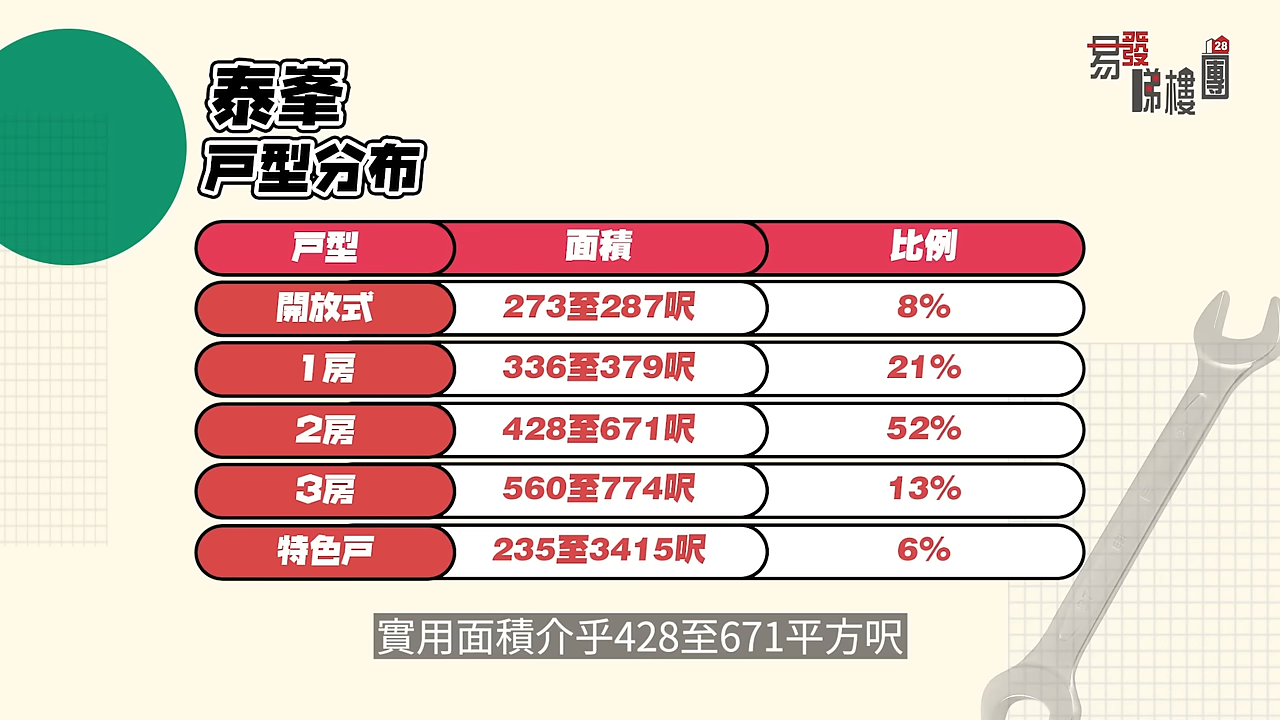 易發睇樓團
28
泰峯
戶型分布
戶型 面積 比例
開放式 273至287呎 8%
1房 336至379呎 21%
2房 428至671呎 52%
3房 560至774呎 13%
特色戶 235至3415呎 6%
實用面積介乎428至671平方呎